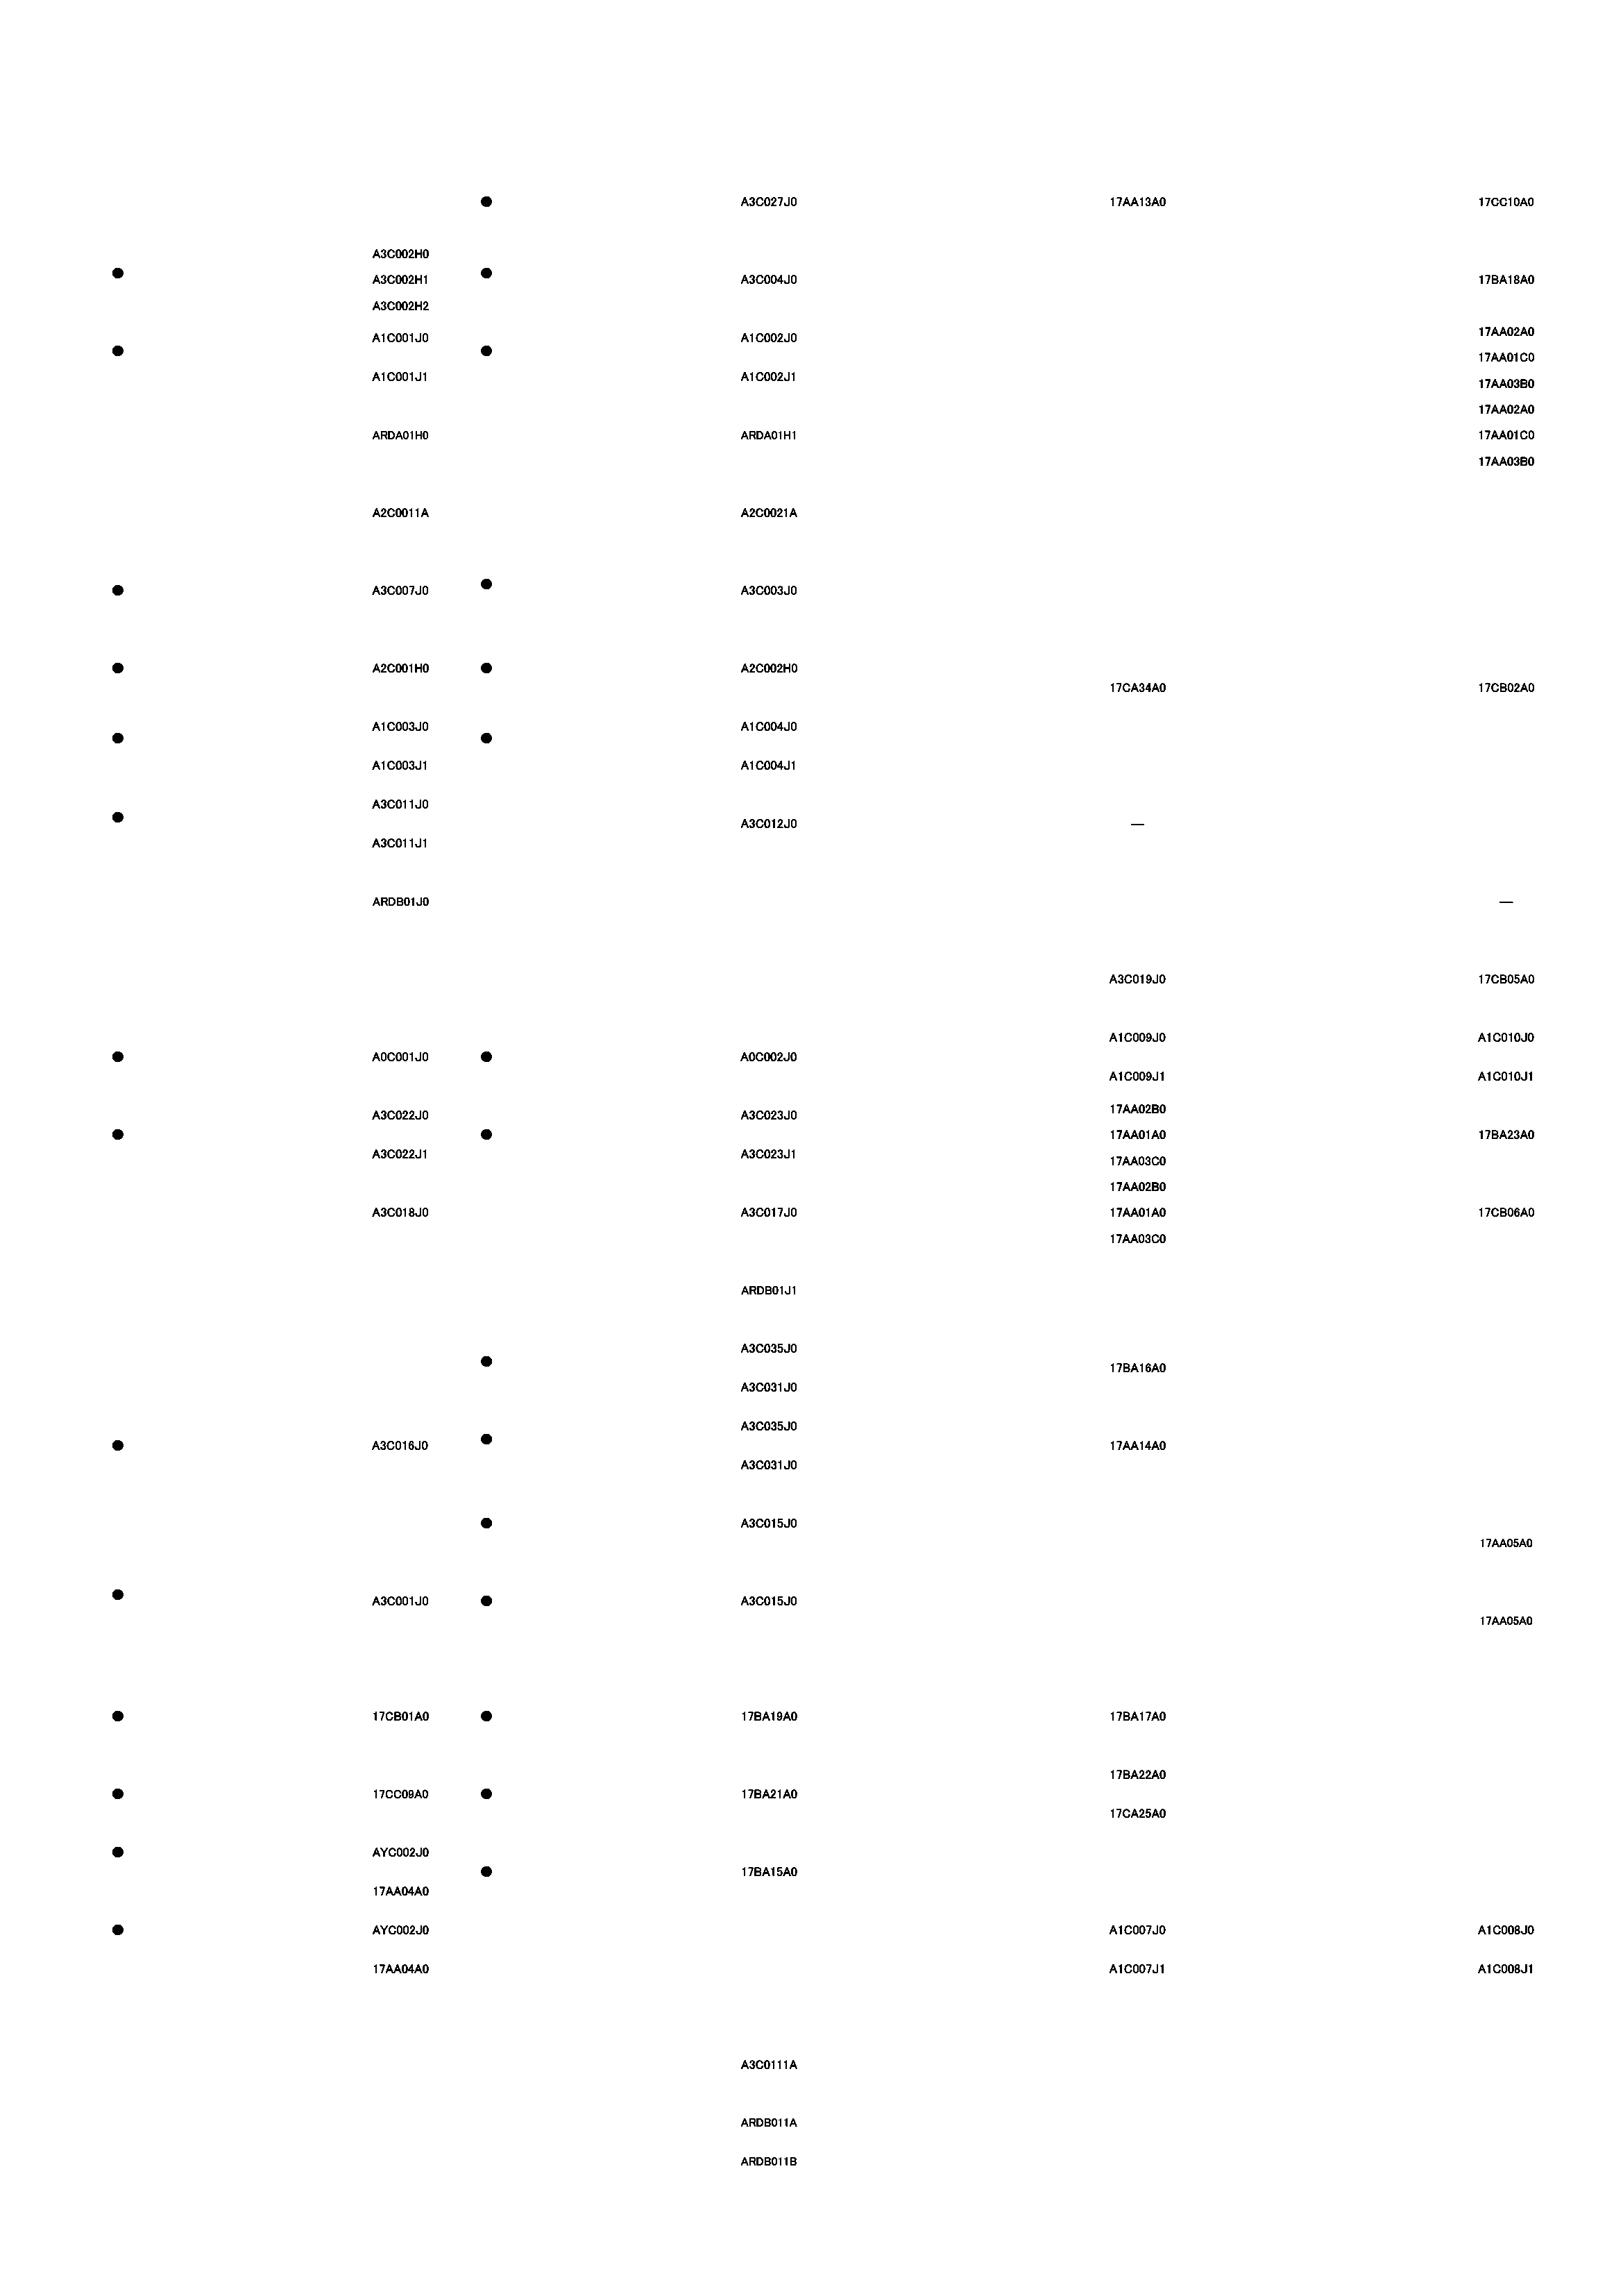 ● A3C027J0 17AA13A0 17CC10A0
A3C002H0
● A3C002H1 ● A3C004J0 17BA18A0
A3C002H2
A1C001J0 A1C002J0 17AA02A0
● ● 17AA01C0
A1C001J1 A1C002J1 17AA03B0
17AA02A0
ARDA01H0 ARDA01H1 17AA01C0
17AA03B0
A2C0011A A2C0021A
● A3C007J0 ● A3C003J0
● A2C001H0 ● A2C002H0
17CA34A0 17CB02A0
A1C003J0 A1C004J0
● ●
A1C003J1 A1C004J1
A3C011J0
● A3C012J0 —
A3C011J1
ARDB01J0 —
A3C019J0 17CB05A0
A1C009J0 A1C010J0
● A0C001J0 ● A0C002J0
A1C009J1 A1C010J1
A3C022J0 A3C023J0 17AA02B0
● ● 17AA01A0 17BA23A0
A3C022J1 A3C023J1 17AA03C0
17AA02B0
A3C018J0 A3C017J0 17AA01A0 17CB06A0
17AA03C0
ARDB01J1
A3C035J0
● 17BA16A0
A3C031J0
A3C035J0
● A3C016J0 ● 17AA14A0
A3C031J0
● A3C015J0
17AA05A0
● A3C001J0 ● A3C015J0
17AA05A0
● 17CB01A0 ● 17BA19A0 17BA17A0
17BA22A0
● 17CC09A0 ● 17BA21A0
17CA25A0
● AYC002J0
● 17BA15A0
17AA04A0
● AYC002J0 A1C007J0 A1C008J0
17AA04A0 A1C007J1 A1C008J1
A3C0111A
ARDB011A
ARDB011B